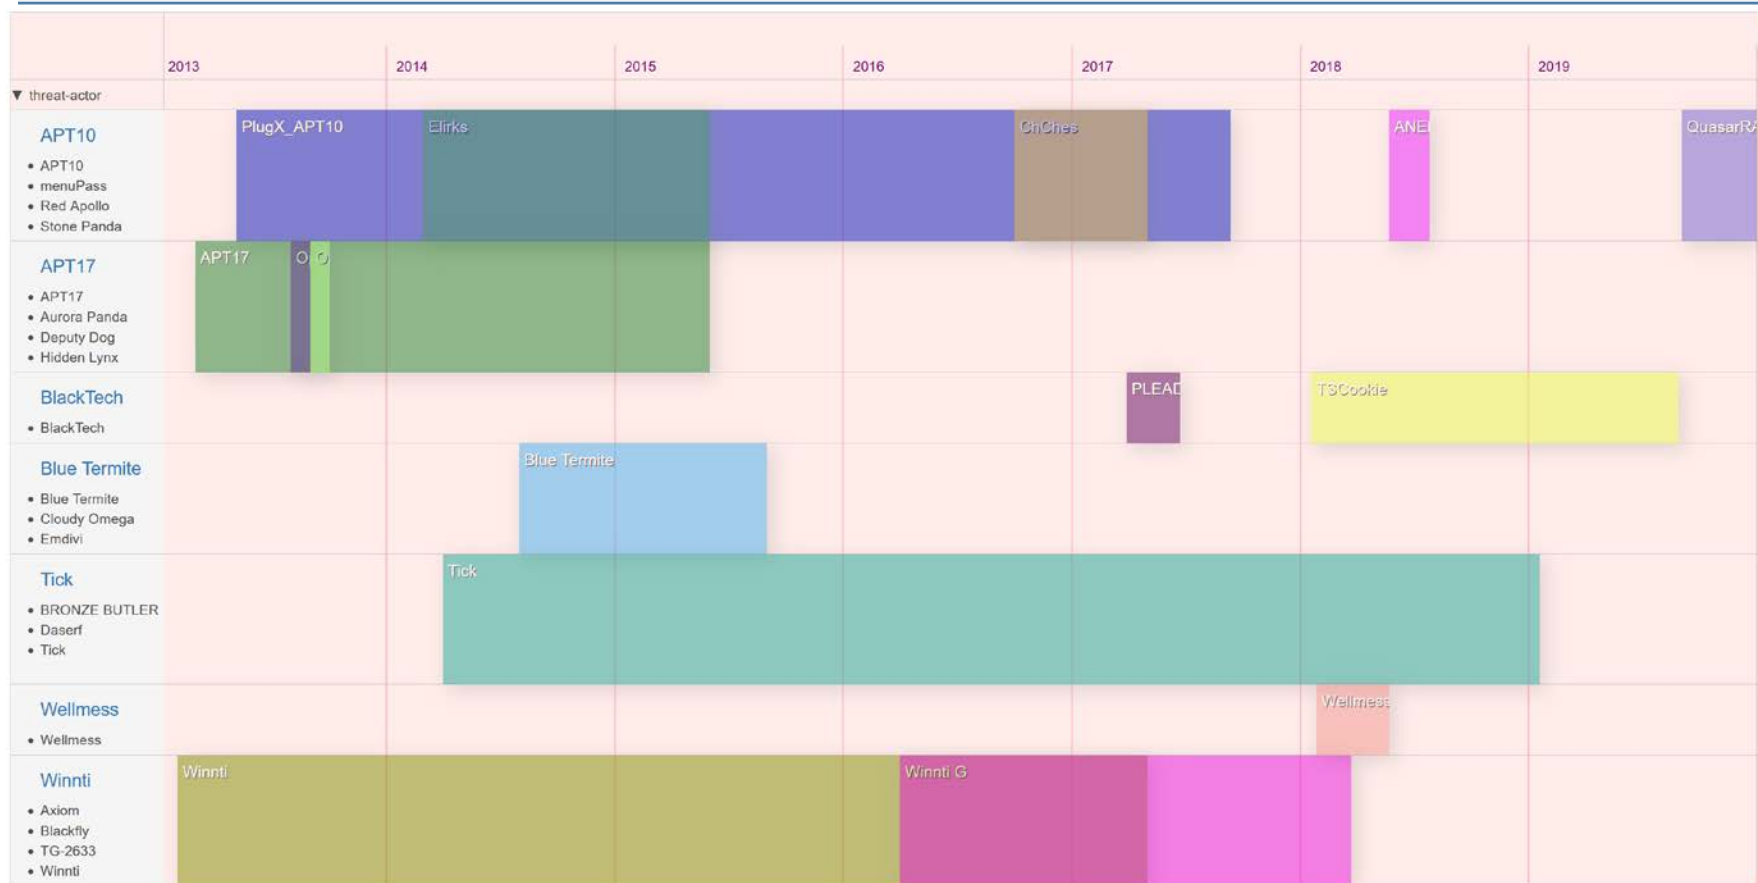 2013 2014 2015 2016 2017 2018 2019
▼ threat-actor
APT10
PlugX_APT10 Elirks ChChes ANEI QuasarRA
• APT10
• menuPass
• Red Apollo
• Stone Panda
APT17
APT17 O O
• APT17
• Aurora Panda
• Deputy Dog
• Hidden Lynx
BlackTech
PLEAD TSCookie
• BlackTech
Blue Termite
Blue Termite
• Blue Termite
• Cloudy Omega
• Emdivi
Tick
Tick
• BRONZE BUTLER
• Daserf
• Tick
Wellmess
Wellmess
• Wellmess
Winnti
Winnti Winnti G
• Axiom
• Blackfly
• TG-2633
• Winnti